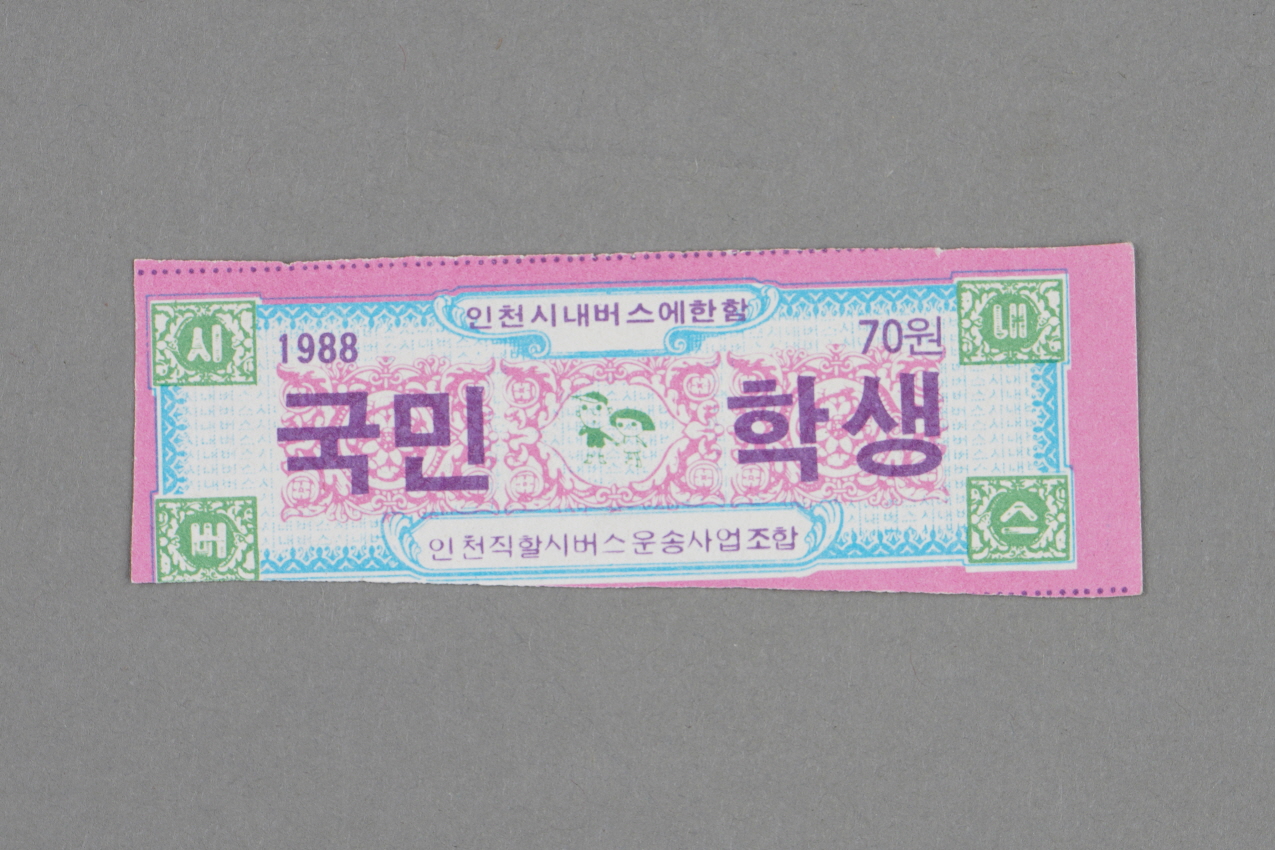 인천시내버스에한함
시 내
1988 70원
국민 학생
버 스
인천직할시버스운송사업조합